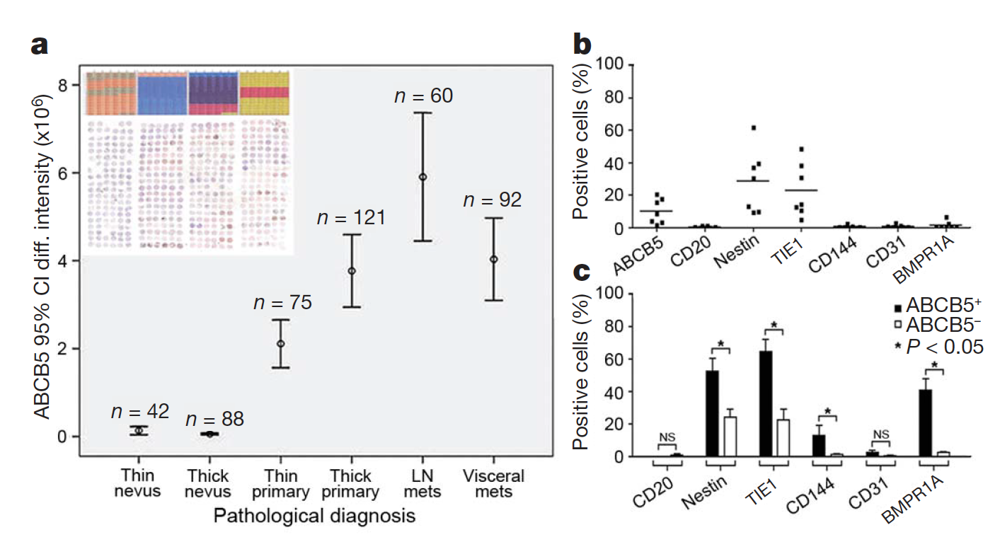 a
ABCB5 95% CI diff. intensity (x10⁶)
8
6
4
2
0
n = 42
n = 88
n = 75
n = 121
n = 60
n = 92
Thin nevus
Thick nevus
Thin primary
Thick primary
LN mets
Visceral mets
Pathological diagnosis
b
Positive cells (%)
100
80
60
40
20
0
ABCB5
CD20
Nestin
TIE1
CD144
CD31
BMPR1A
c
Positive cells (%)
100
80
60
40
20
0
ABCB5⁺
ABCB5⁻
* P < 0.05
NS
*
*
*
NS
*
CD20
Nestin
TIE1
CD144
CD31
BMPR1A